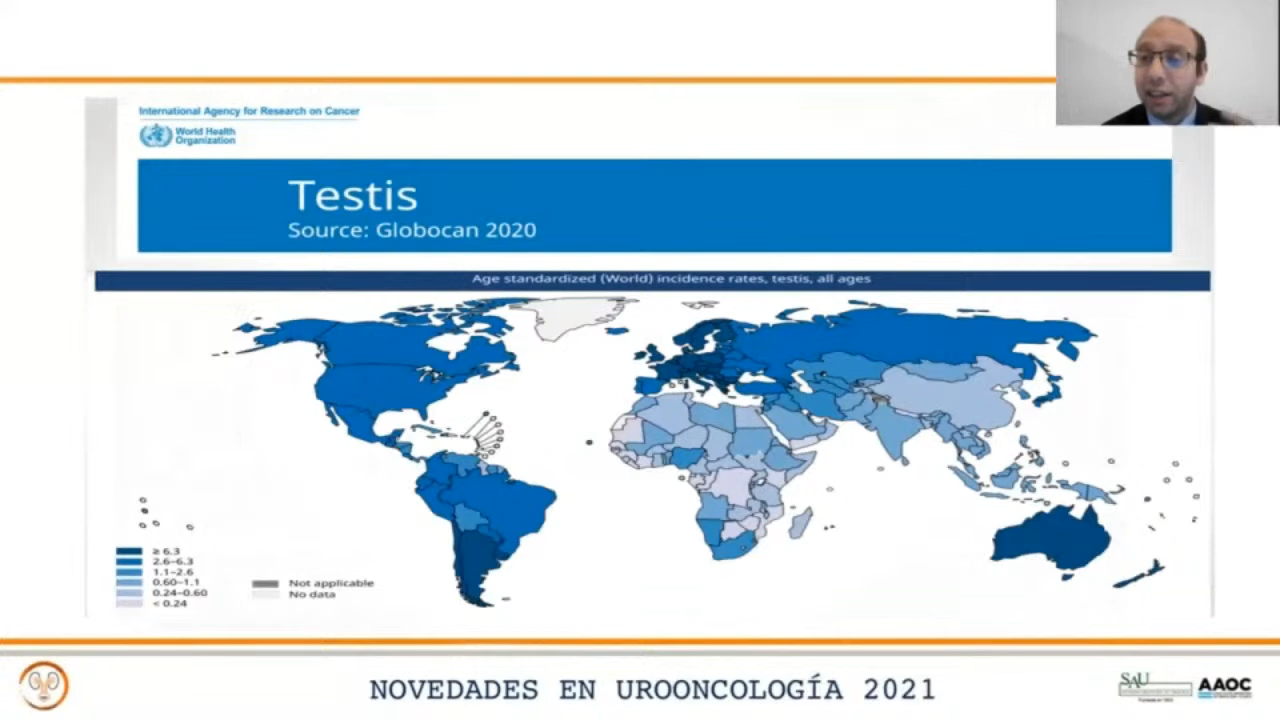 International Agency for Research on Cancer
World Health
Organization
Testis
Source: Globocan 2020
Age standardized (World) incidence rates, testis, all ages
≥ 6.3
2.6–6.3
1.1–2.6
0.60–1.1
0.24–0.60
< 0.24
Not applicable
No data
NOVEDADES EN UROONCOLOGÍA 2021
SAU
AAOC